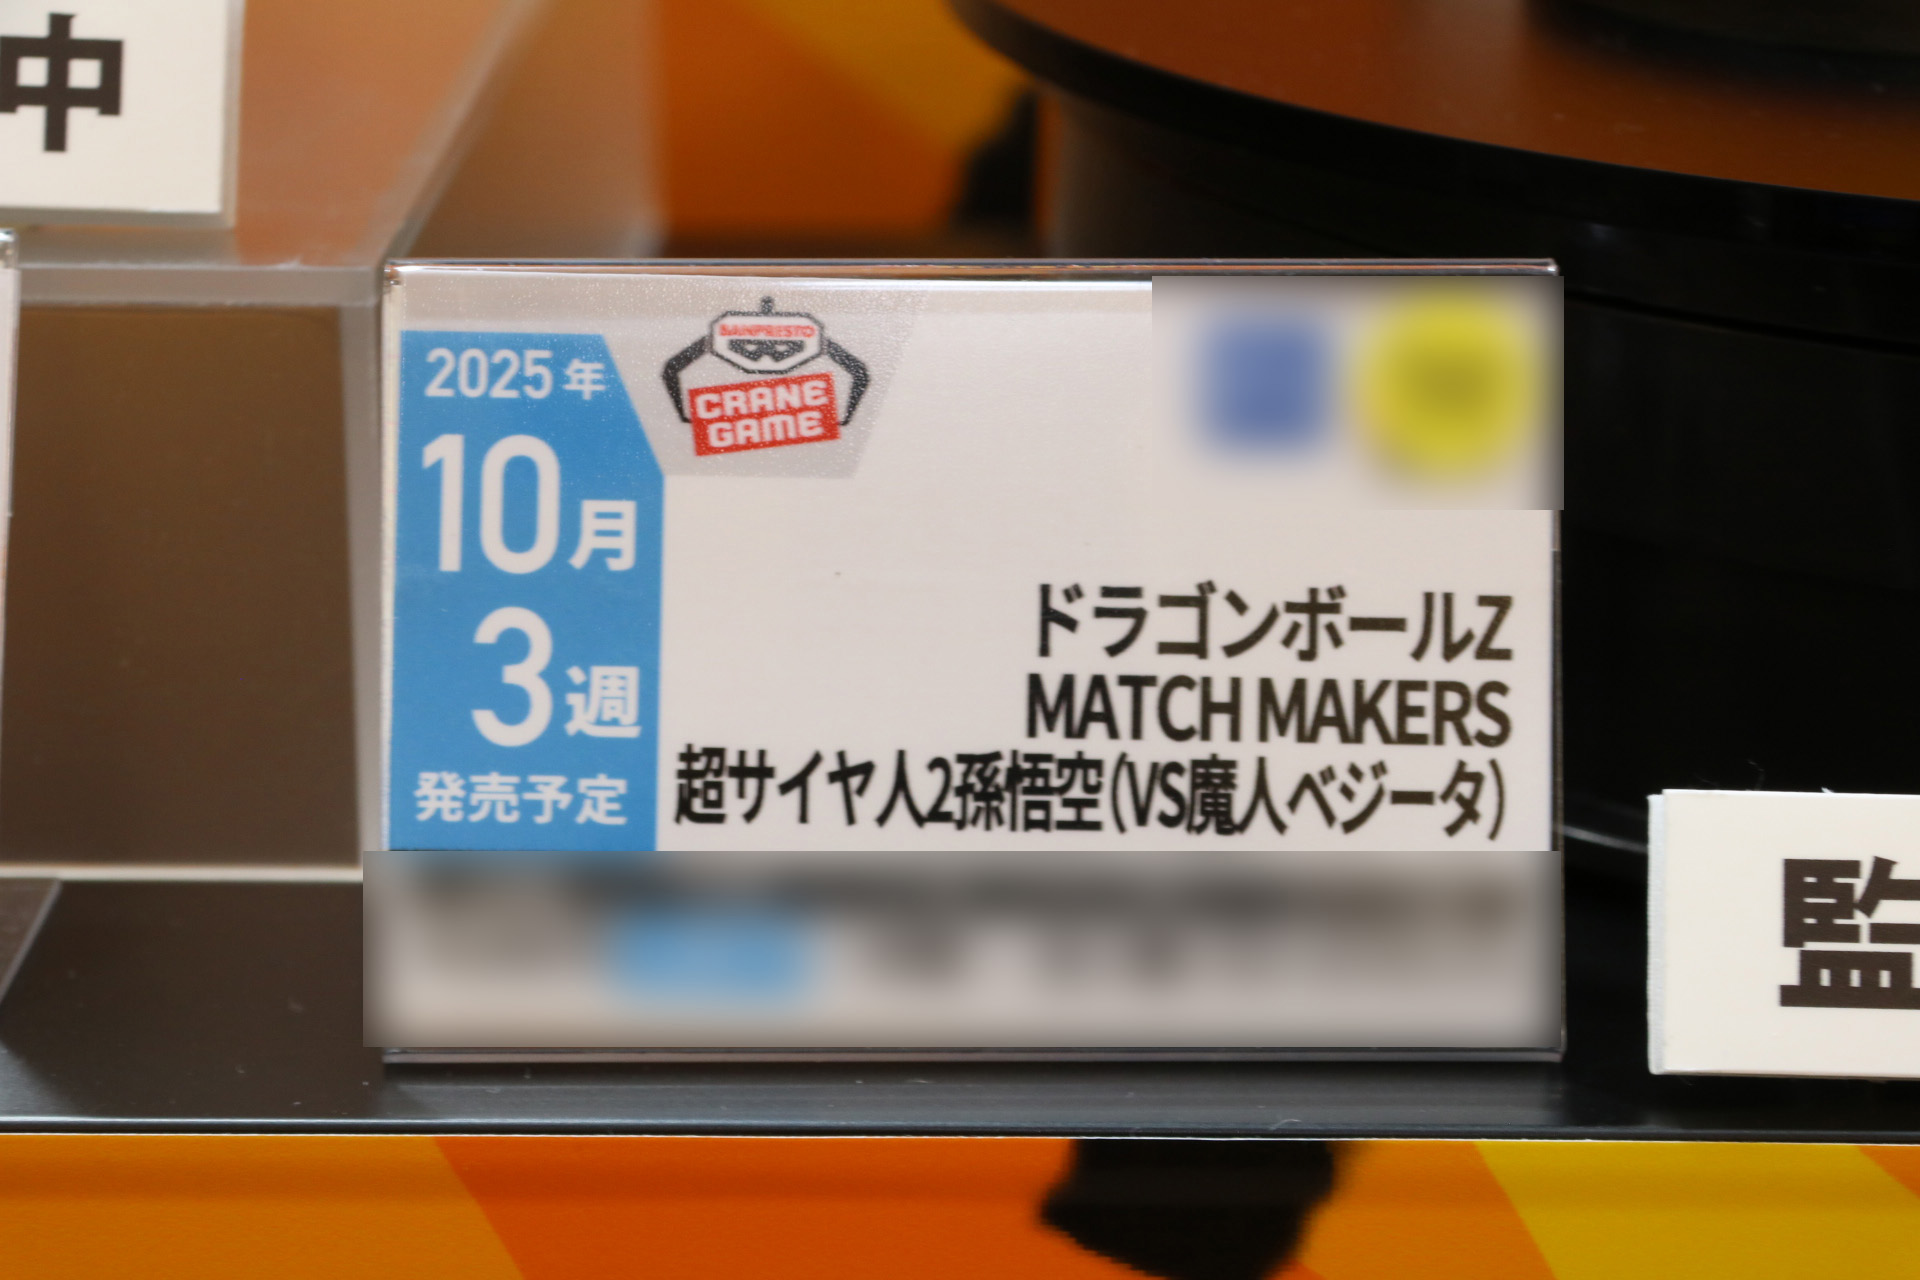 中
2025年
10月
3週
発売予定
BANPRESTO
CRANE
GAME
ドラゴンボールZ
MATCH MAKERS
超サイヤ人2孫悟空(VS魔人ベジータ)
監